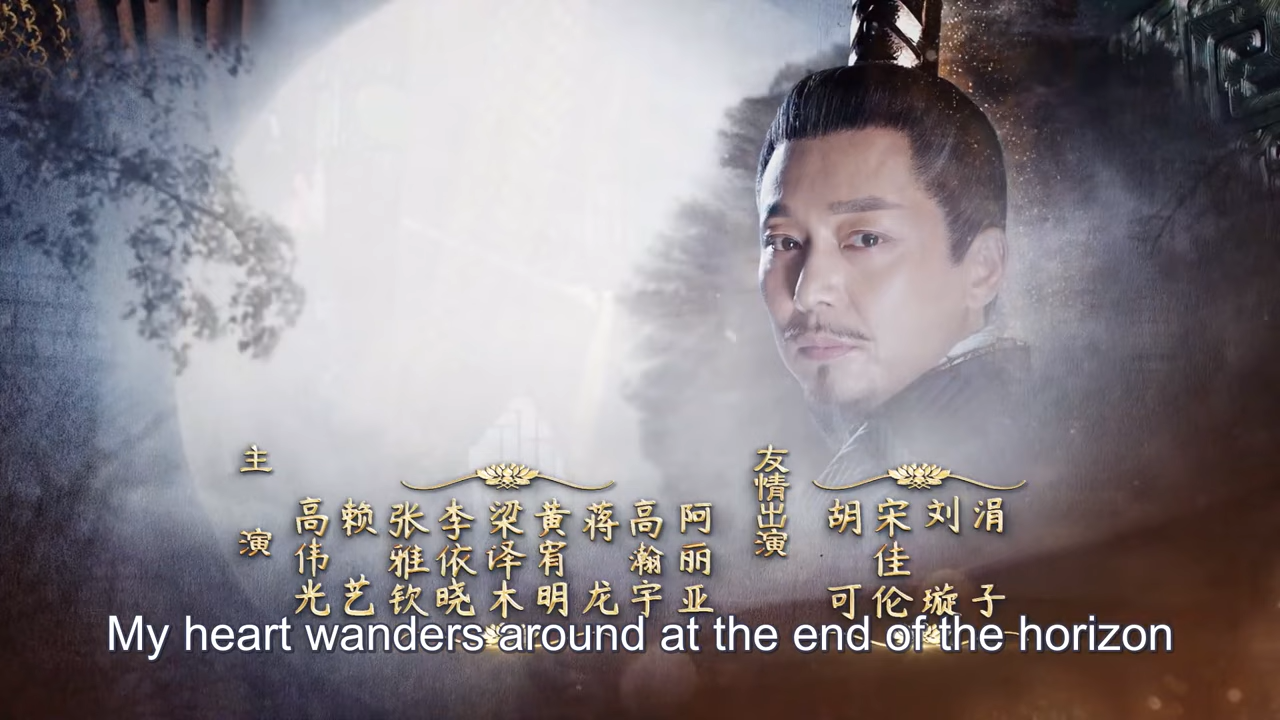 主演
高伟光
赖艺
张雅钦
李依晓
梁译木
黄宥明
蒋龙
高瀚宇
阿丽亚
友情出演
胡可
宋佳伦
刘璇
涓子
My heart wanders around at the end of the horizon